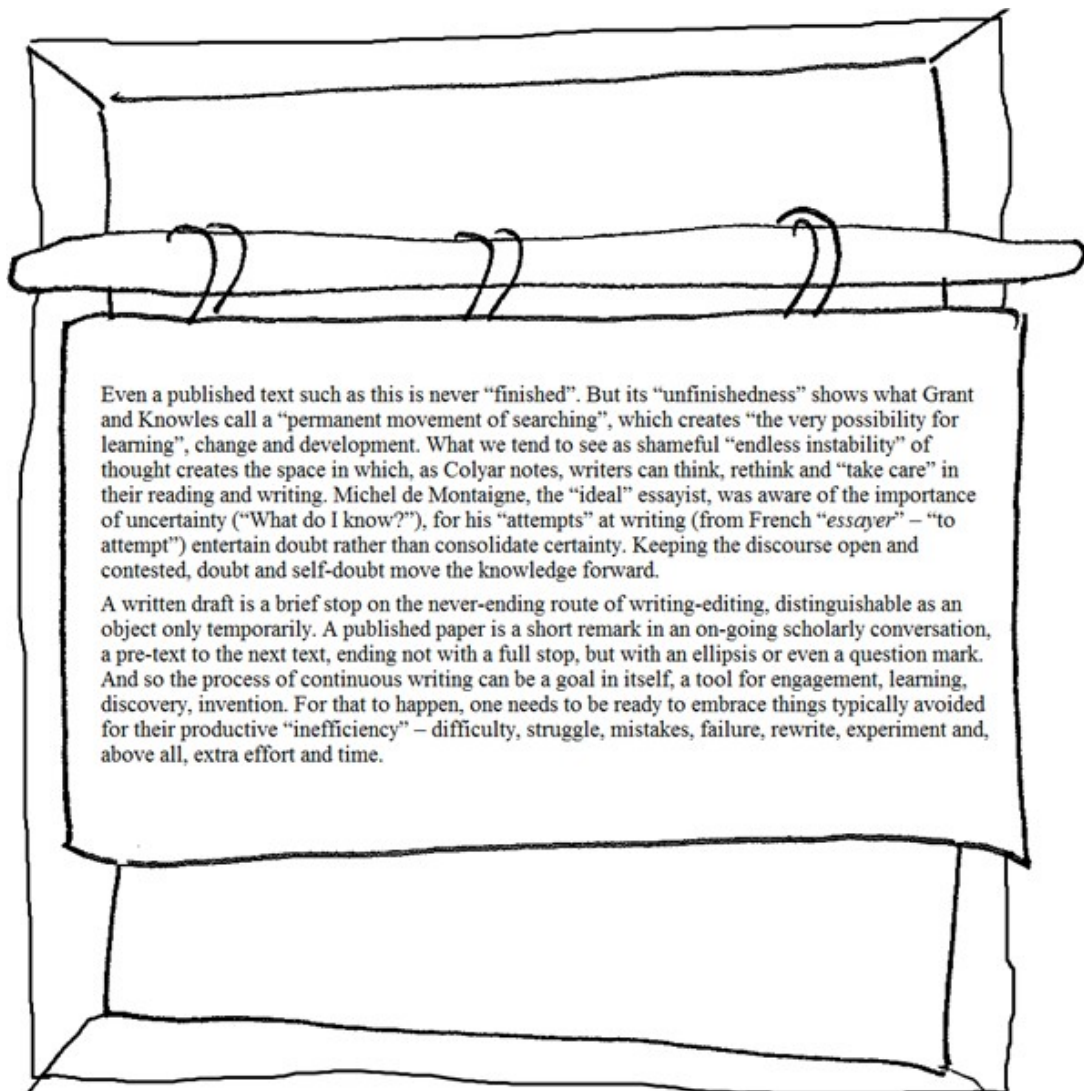 Even a published text such as this is never “finished”. But its “unfinishedness” shows what Grant
and Knowles call a “permanent movement of searching”, which creates “the very possibility for
learning”, change and development. What we tend to see as shameful “endless instability” of
thought creates the space in which, as Colyar notes, writers can think, rethink and “take care” in
their reading and writing. Michel de Montaigne, the “ideal” essayist, was aware of the importance
of uncertainty (“What do I know?”), for his “attempts” at writing (from French “essayer” – “to
attempt”) entertain doubt rather than consolidate certainty. Keeping the discourse open and
contested, doubt and self-doubt move the knowledge forward.
A written draft is a brief stop on the never-ending route of writing-editing, distinguishable as an
object only temporarily. A published paper is a short remark in an on-going scholarly conversation,
a pre-text to the next text, ending not with a full stop, but with an ellipsis or even a question mark.
And so the process of continuous writing can be a goal in itself, a tool for engagement, learning,
discovery, invention. For that to happen, one needs to be ready to embrace things typically avoided
for their productive “inefficiency” – difficulty, struggle, mistakes, failure, rewrite, experiment and,
above all, extra effort and time.